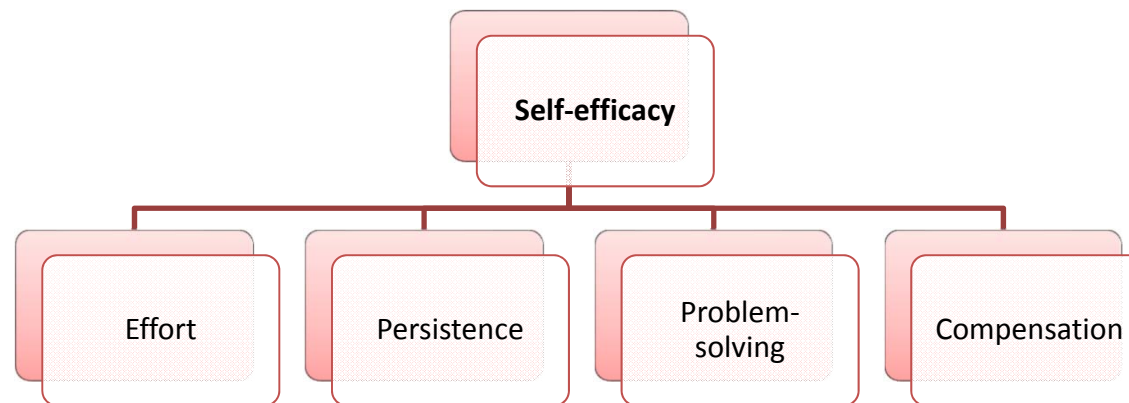 Self-efficacy
Effort
Persistence
Problem-
solving
Compensation